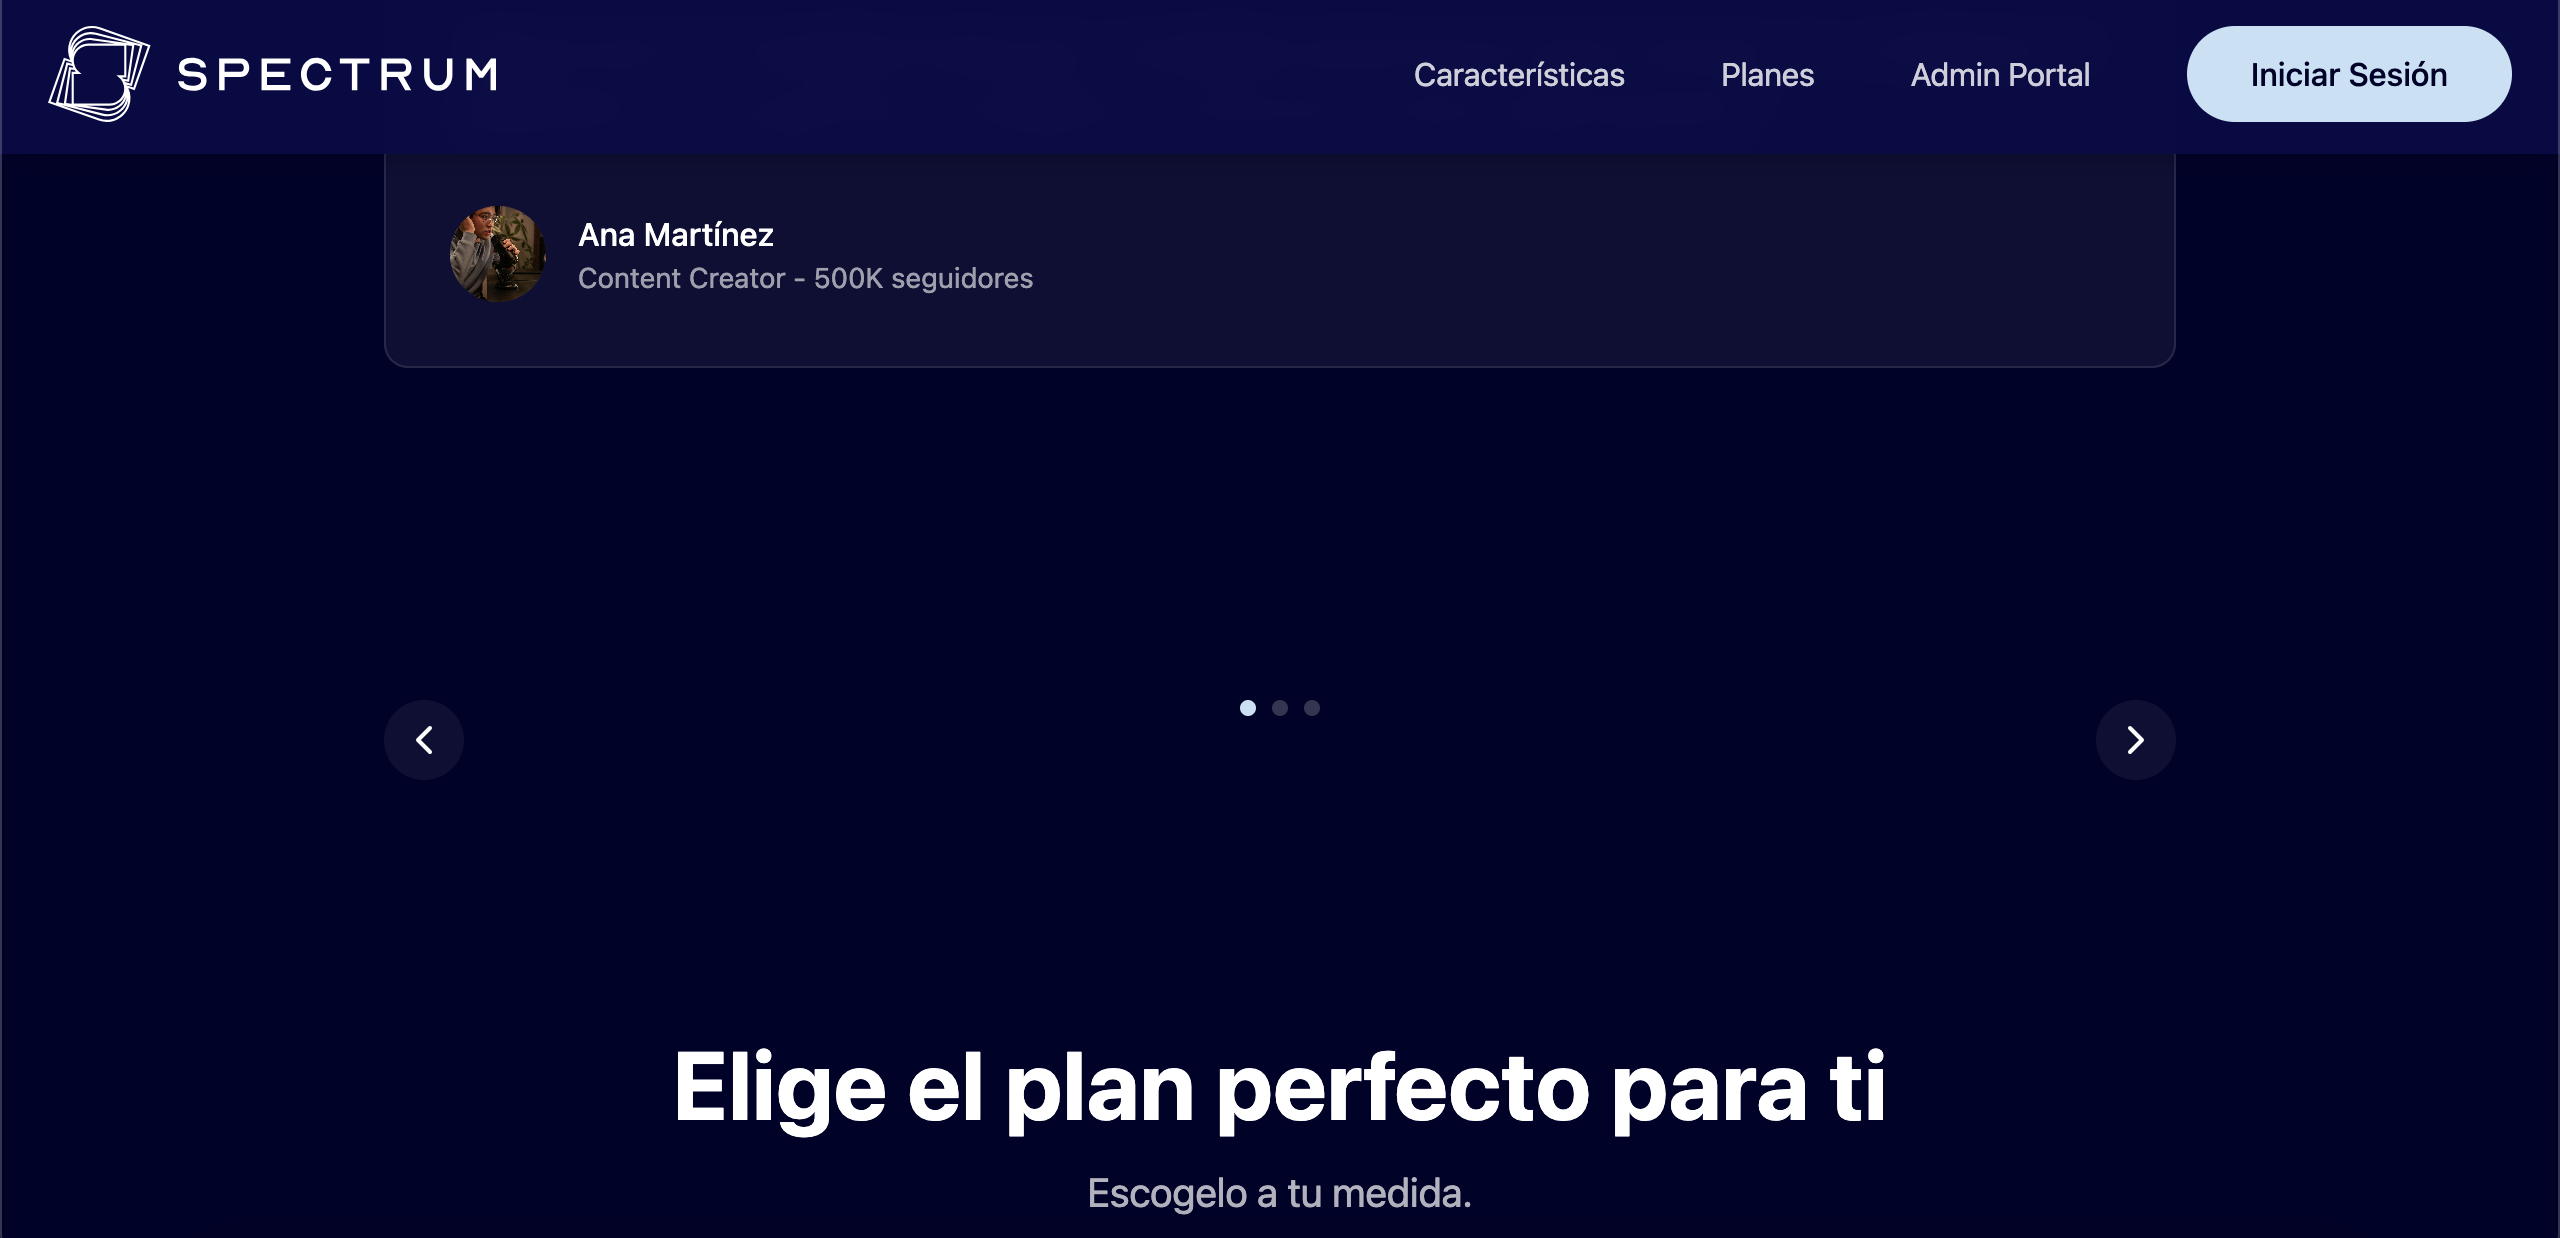 SPECTRUM
Características
Planes
Admin Portal
Iniciar Sesión
Ana Martínez
Content Creator - 500K seguidores
Elige el plan perfecto para ti
Escogelo a tu medida.